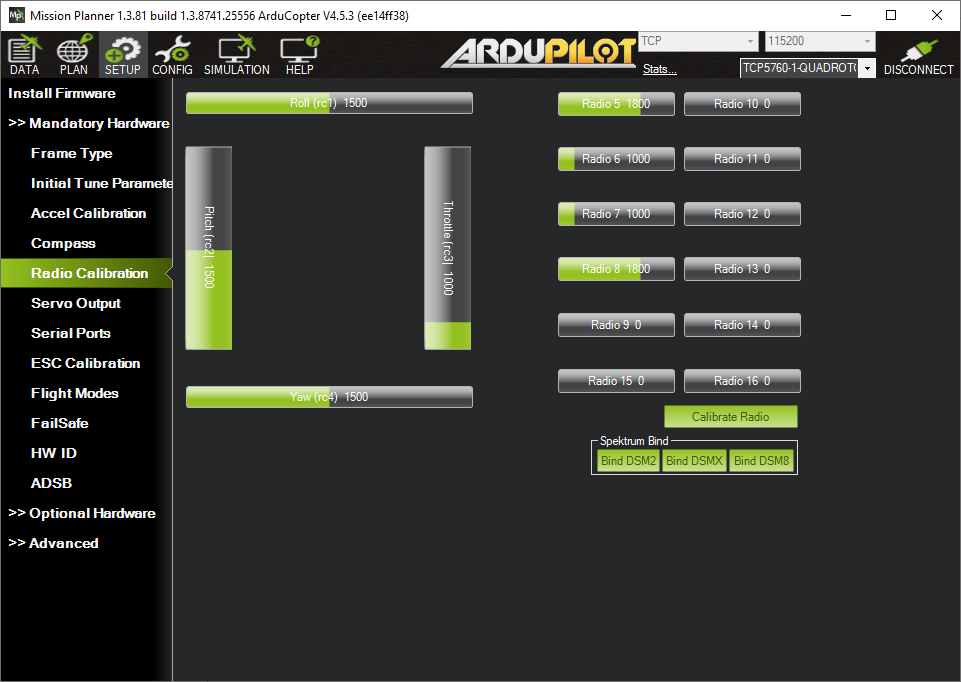 Mission Planner 1.3.81 build 1.3.8741.25556 ArduCopter V4.5.3 (ee14ff38)
DATA PLAN SETUP CONFIG SIMULATION HELP
ARDUPILOT
TCP 115200
Stats... TCP5760-1-QUADROTO DISCONNECT
Install Firmware
>> Mandatory Hardware
Frame Type
Initial Tune Paramete
Accel Calibration
Compass
Radio Calibration
Servo Output
Serial Ports
ESC Calibration
Flight Modes
FailSafe
HW ID
ADSB
>> Optional Hardware
>> Advanced
Roll (rc1) 1500
Pitch (rc2) 1500
Throttle (rc3) 1000
Yaw (rc4) 1500
Radio 5 1800 Radio 10 0
Radio 6 1000 Radio 11 0
Radio 7 1000 Radio 12 0
Radio 8 1800 Radio 13 0
Radio 9 0 Radio 14 0
Radio 15 0 Radio 16 0
Calibrate Radio
Spektrum Bind
Bind DSM2 Bind DSMX Bind DSM8